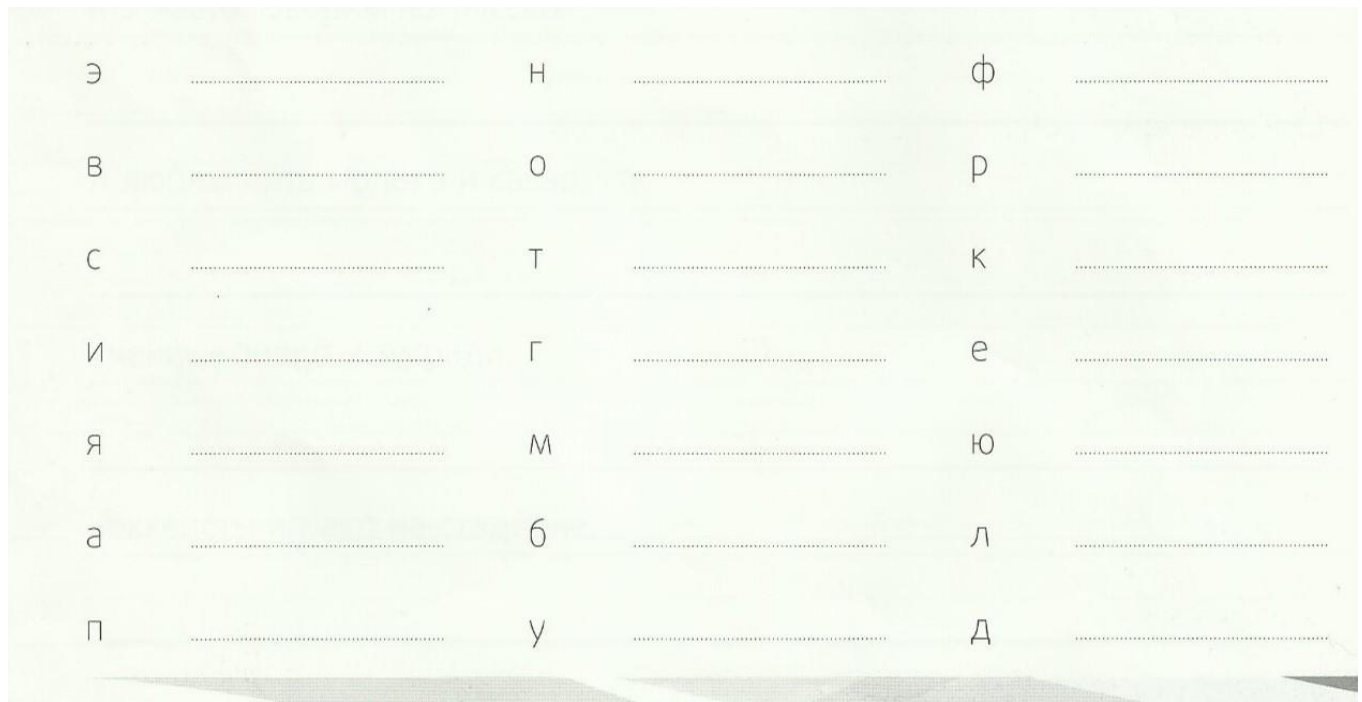 э н ф
в о р
с т к
и г е
я м ю
а б л
п у д